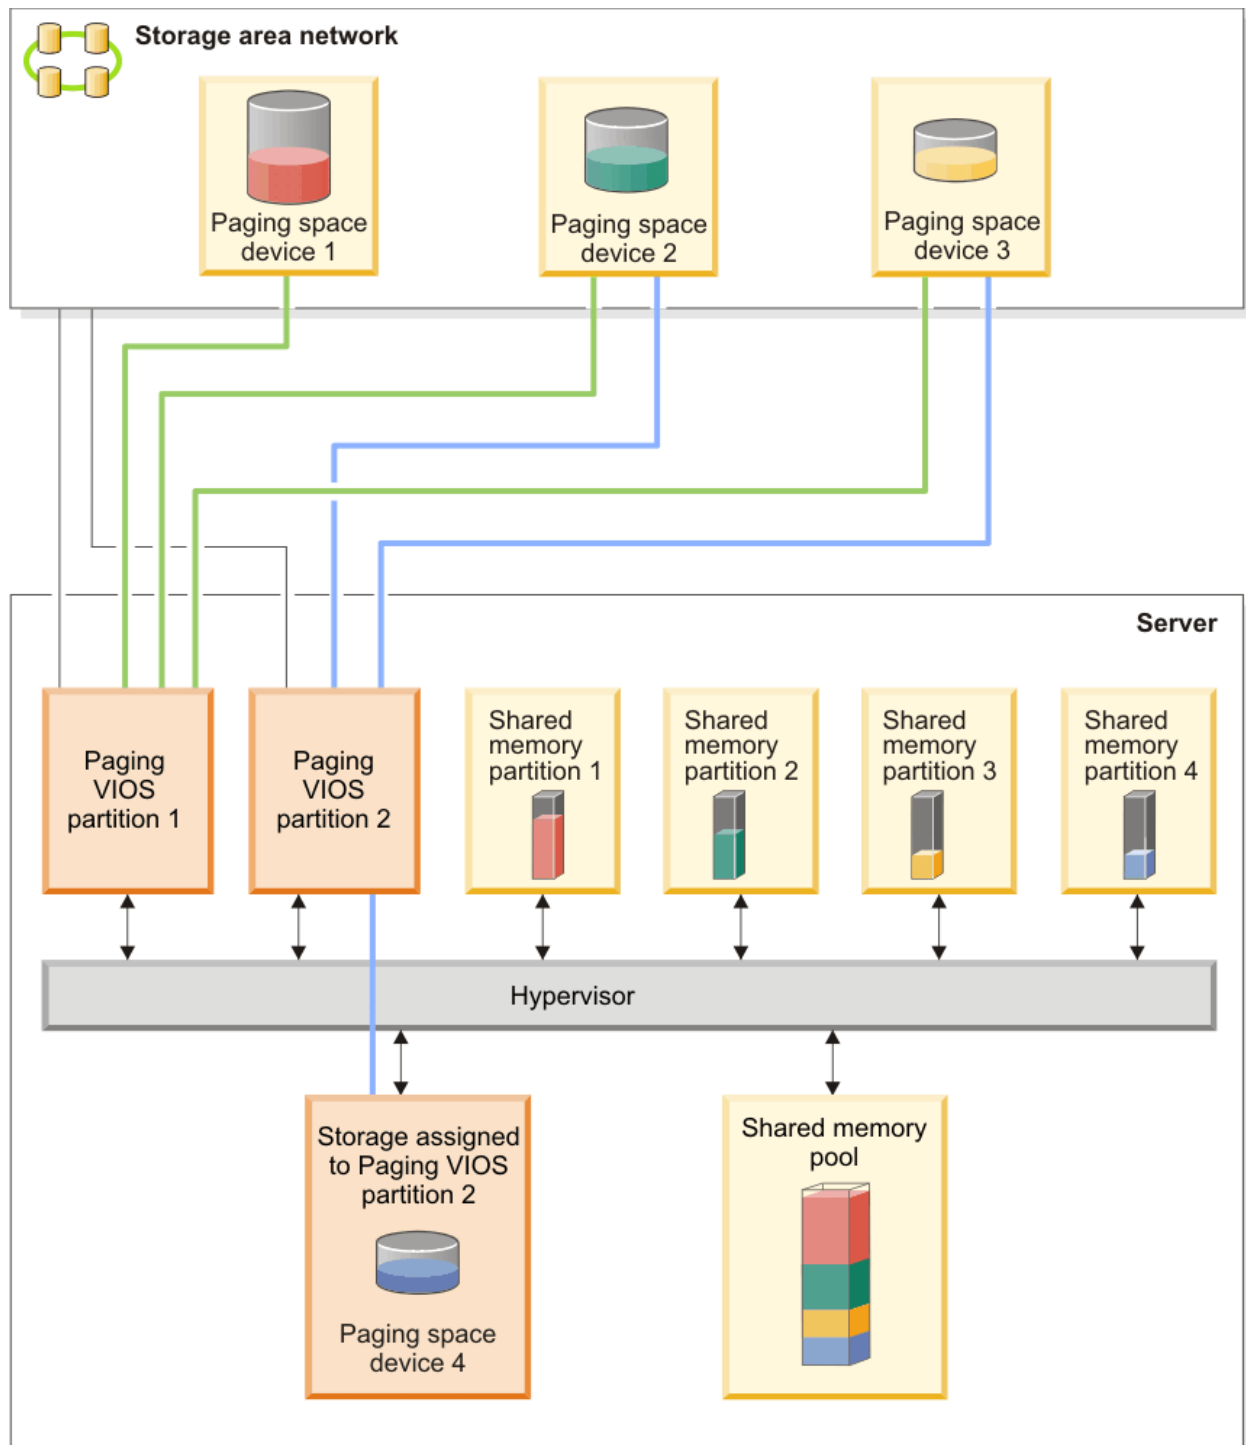 Storage area network
Paging space
device 1
Paging space
device 2
Paging space
device 3
Server
Paging
VIOS
partition 1
Paging
VIOS
partition 2
Shared
memory
partition 1
Shared
memory
partition 2
Shared
memory
partition 3
Shared
memory
partition 4
Hypervisor
Storage assigned
to Paging VIOS
partition 2
Paging space
device 4
Shared memory
pool